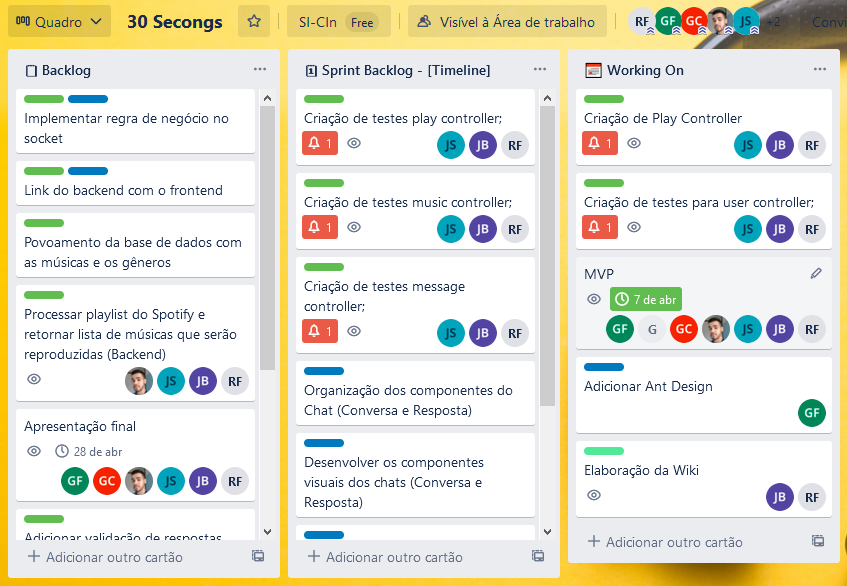 Quadro
30 Secongs
SI-CIn
Free
Visível à Área de trabalho
RF
GF
GC
JS
+2
Backlog
Implementar regra de negócio no
socket
Link do backend com o frontend
Povoamento da base de dados com
as músicas e os gêneros
Processar playlist do Spotify e
retornar lista de músicas que serão
reproduzidas (Backend)
JS
JB
RF
Apresentação final
28 de abr
GF
GC
JS
JB
RF
Adicionar validação de respostas
+ Adicionar outro cartão
Sprint Backlog - [Timeline]
Criação de testes play controller;
1
JS
JB
RF
Criação de testes music controller;
1
JS
JB
RF
Criação de testes message
controller;
1
JS
JB
RF
Organização dos componentes do
Chat (Conversa e Resposta)
Desenvolver os componentes
visuais dos chats (Conversa e
Resposta)
+ Adicionar outro cartão
Working On
Criação de Play Controller
1
JS
JB
RF
Criação de testes para user controller;
1
JS
JB
RF
MVP
7 de abr
GF
G
GC
JS
JB
RF
Adicionar Ant Design
GF
Elaboração da Wiki
JB
RF
+ Adicionar outro cartão